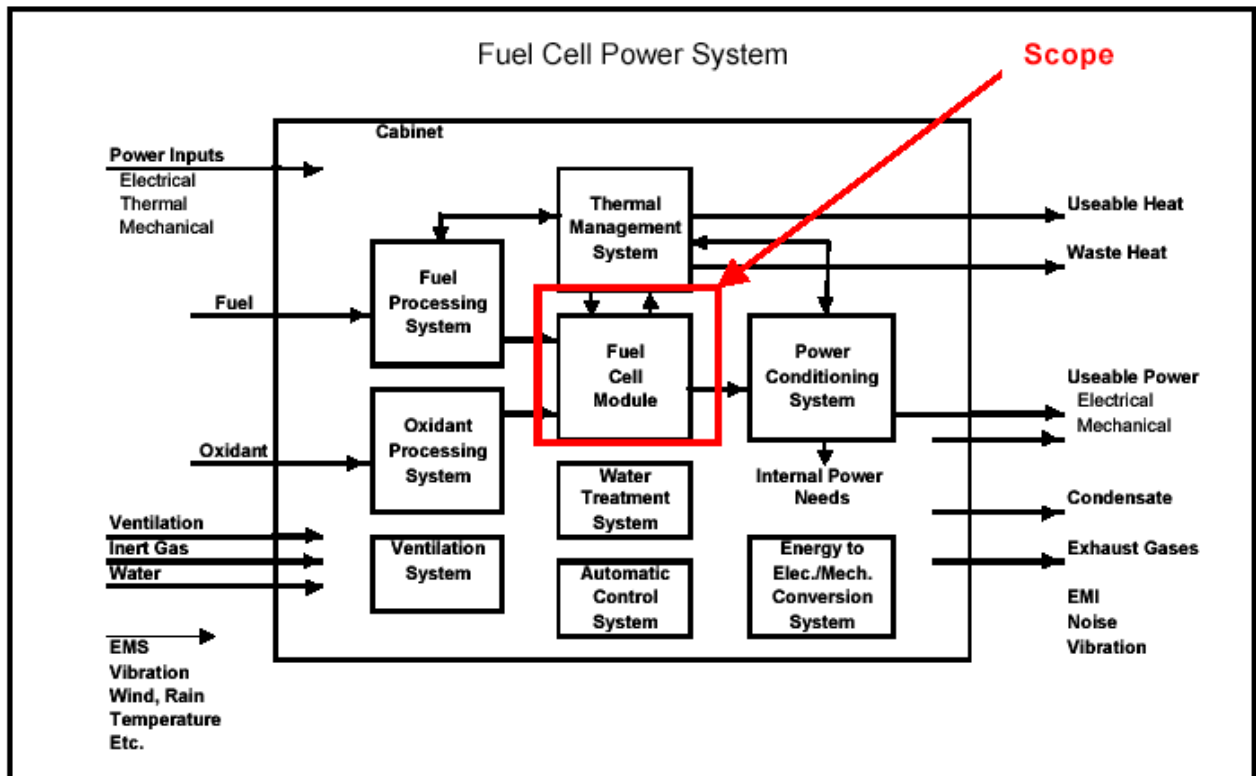 Fuel Cell Power System
Scope
Cabinet
Power Inputs
Electrical
Thermal
Mechanical
Thermal
Management
System
Useable Heat
Waste Heat
Fuel
Fuel
Processing
System
Fuel
Cell
Module
Power
Conditioning
System
Useable Power
Electrical
Mechanical
Oxidant
Oxidant
Processing
System
Water
Treatment
System
Internal Power
Needs
Condensate
Ventilation
Inert Gas
Water
Ventilation
System
Automatic
Control
System
Energy to
Elec./Mech.
Conversion
System
Exhaust Gases
EMI
Noise
Vibration
EMS
Vibration
Wind, Rain
Temperature
Etc.